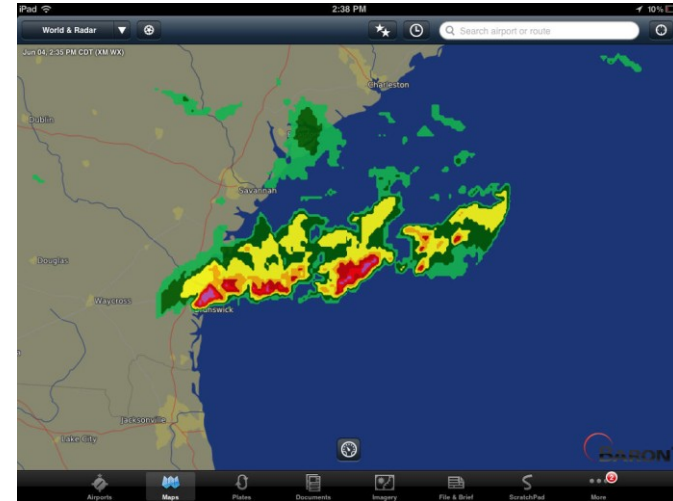 iPad
2:38 PM
10%
World & Radar
Search airport or route
Jun 04, 2:35 PM CDT (XM WX)
Charleston
Dublin
Savannah
Douglas
Waycross
Brunswick
Jacksonville
Lake City
BARON
Airports
Maps
Plates
Documents
Imagery
File & Brief
ScratchPad
More